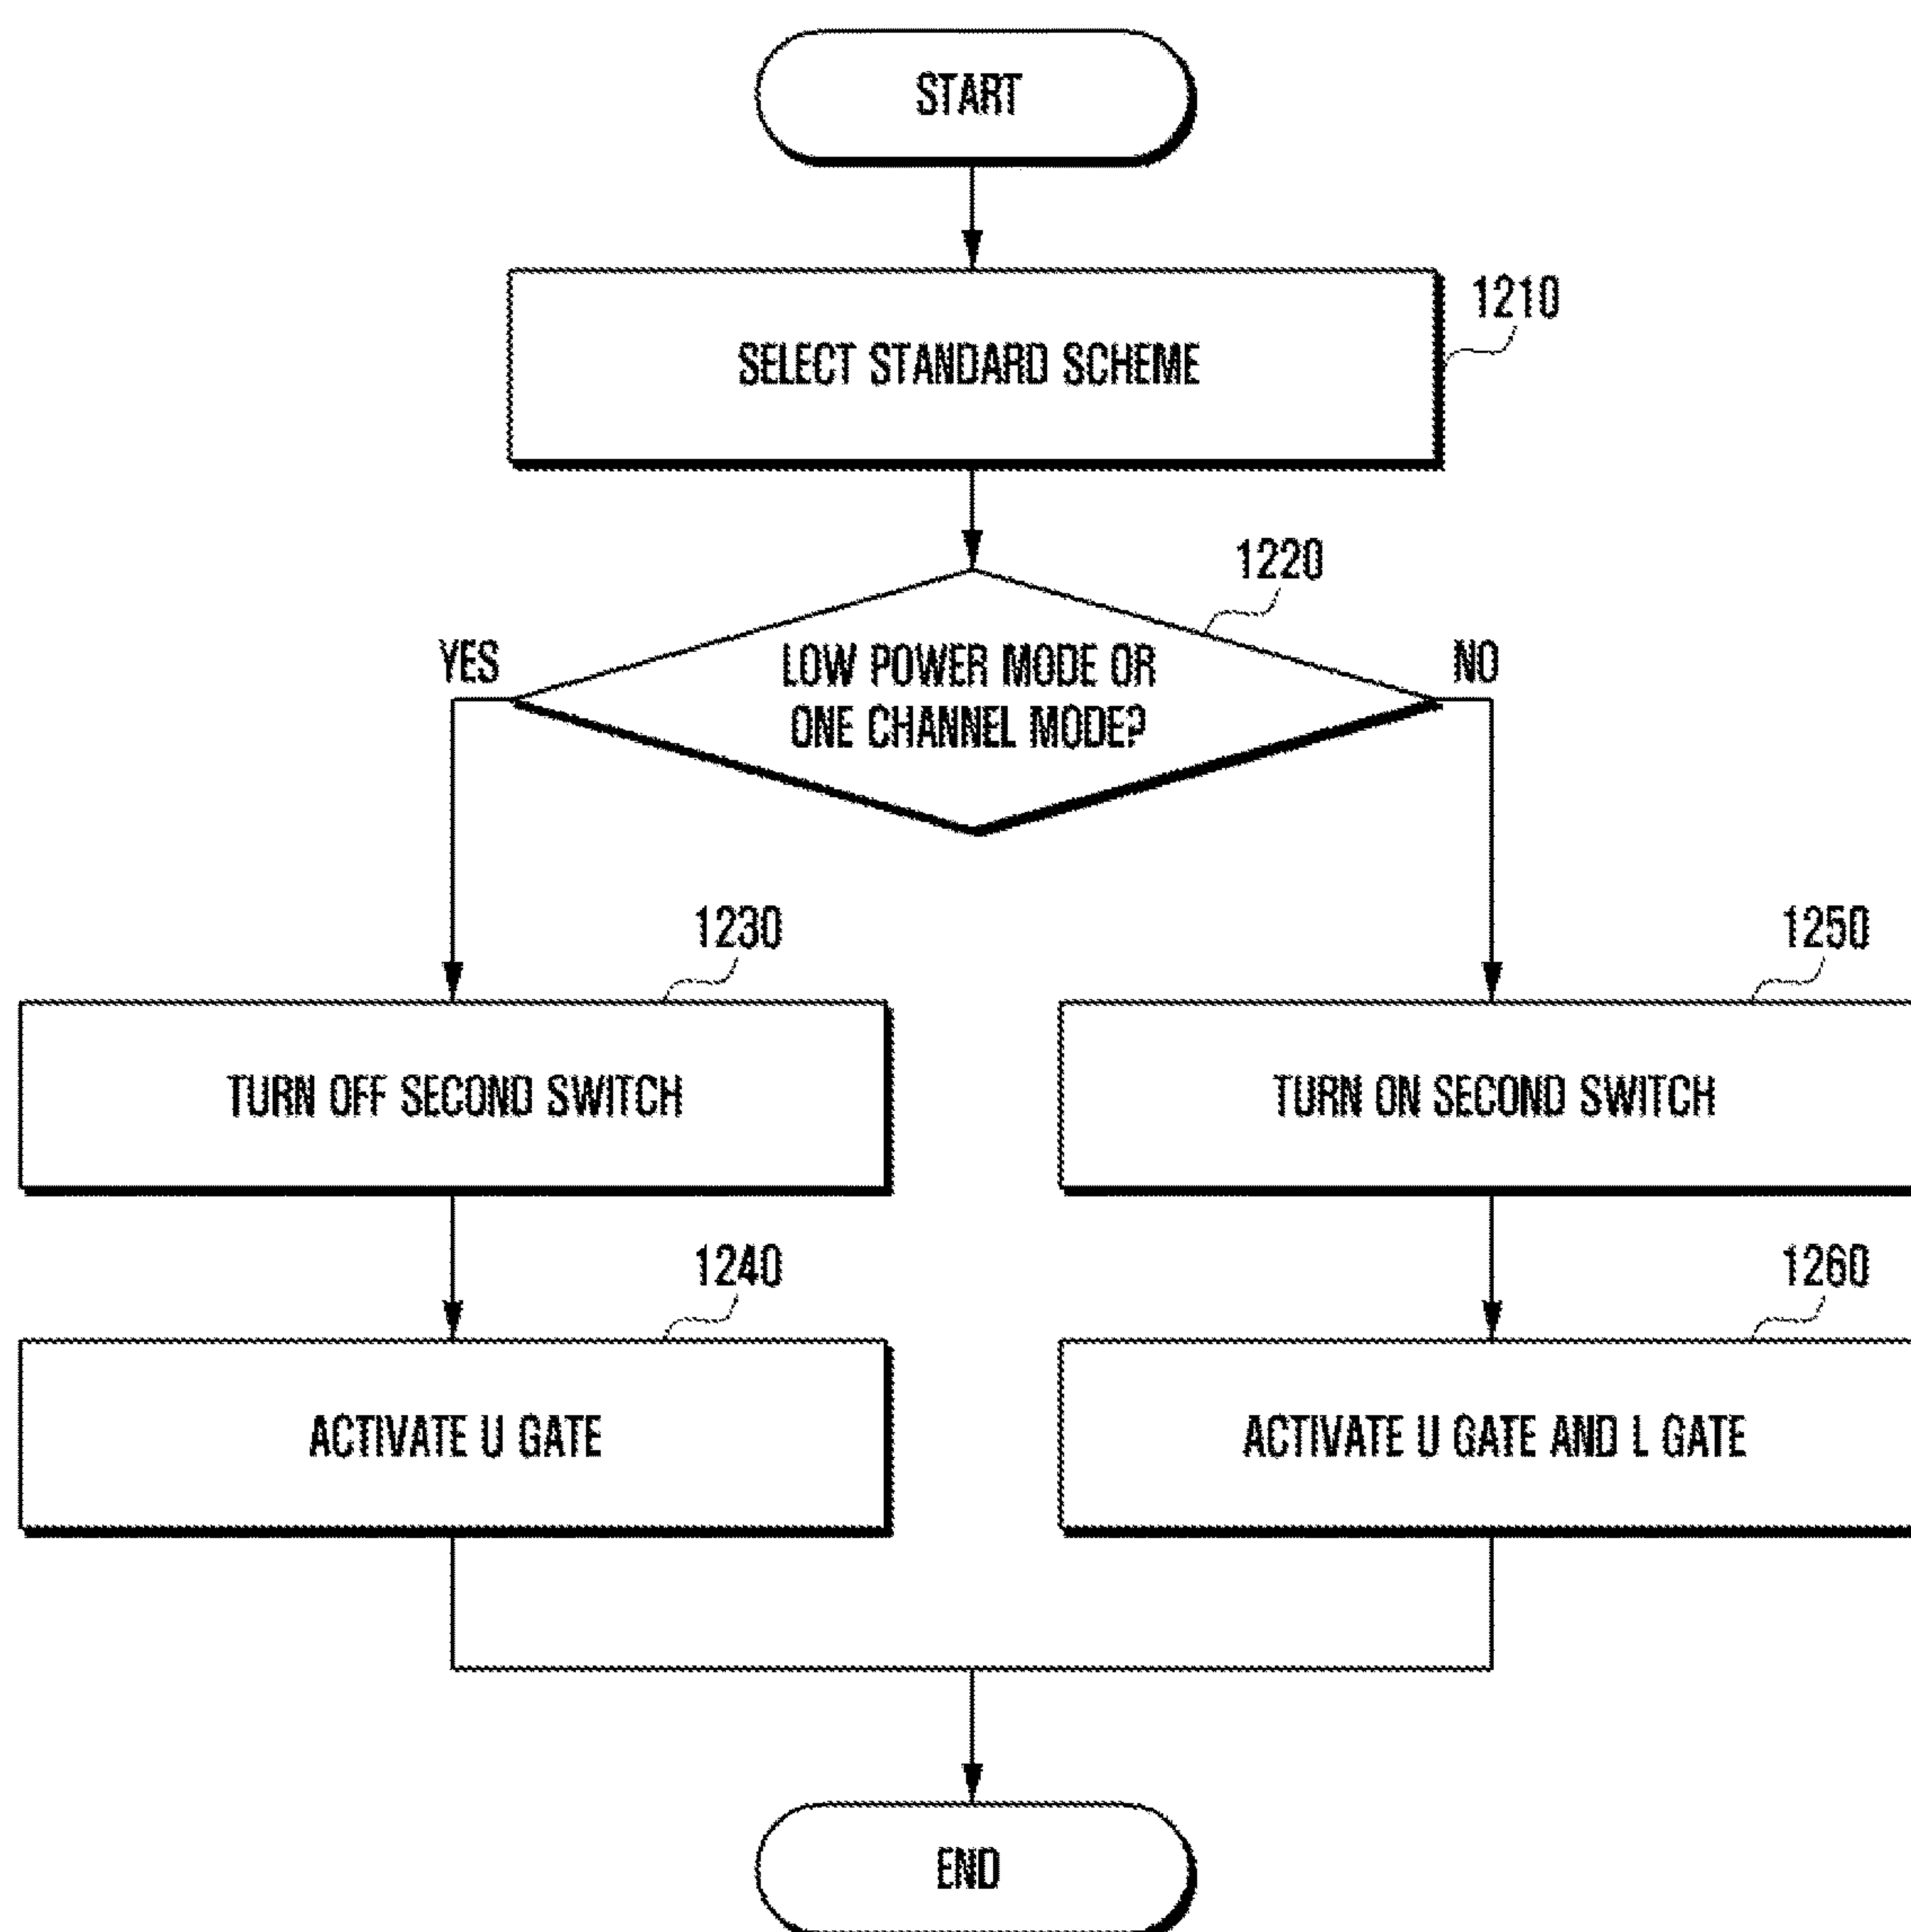 START
SELECT STANDARD SCHEME
1210
1220
YES
LOW POWER MODE OR
ONE CHANNEL MODE?
NO
1230
1250
TURN OFF SECOND SWITCH
TURN ON SECOND SWITCH
1240
1260
ACTIVATE U GATE
ACTIVATE U GATE AND L GATE
END